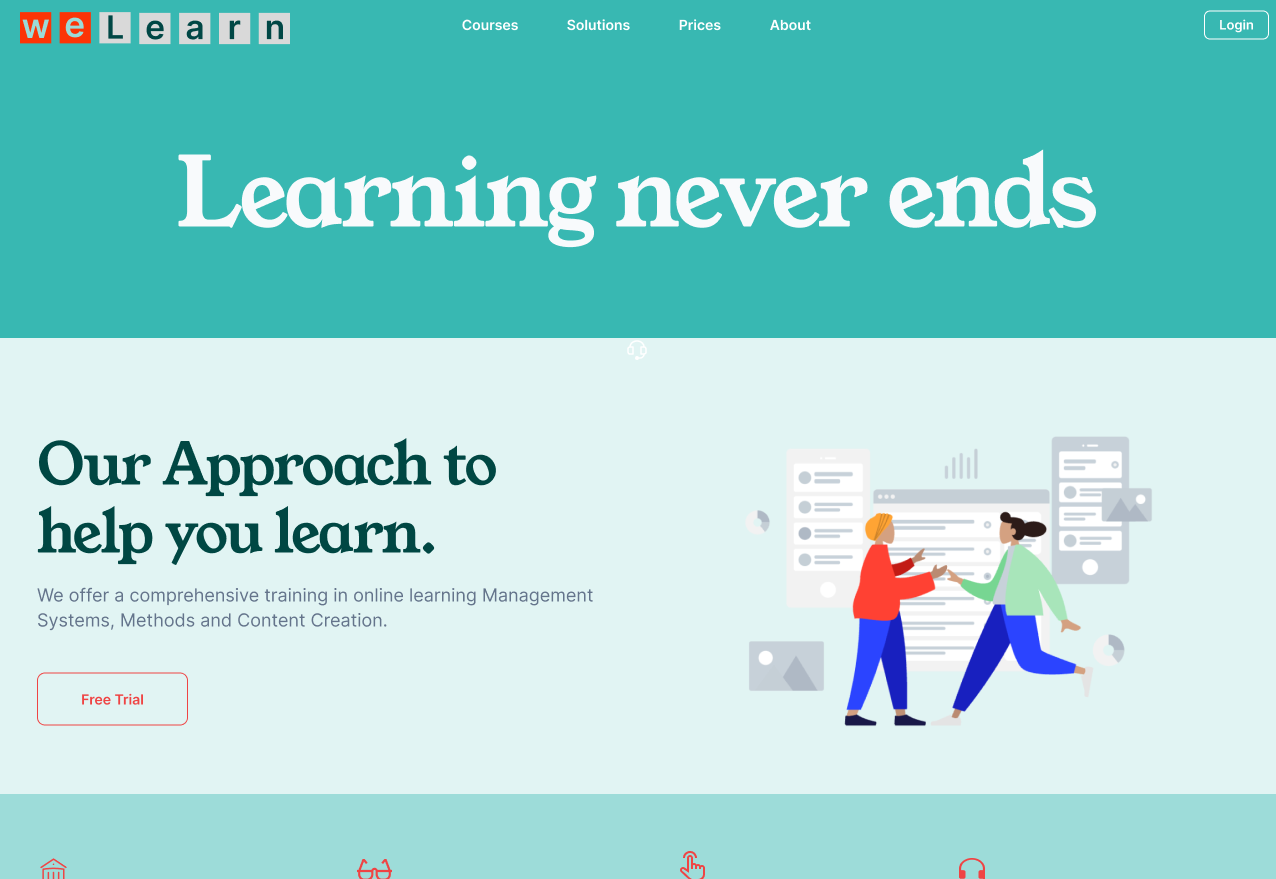 weLearn
Courses
Solutions
Prices
About
Login
Learning never ends
Our Approach to
help you learn.
We offer a comprehensive training in online learning Management
Systems, Methods and Content Creation.
Free Trial